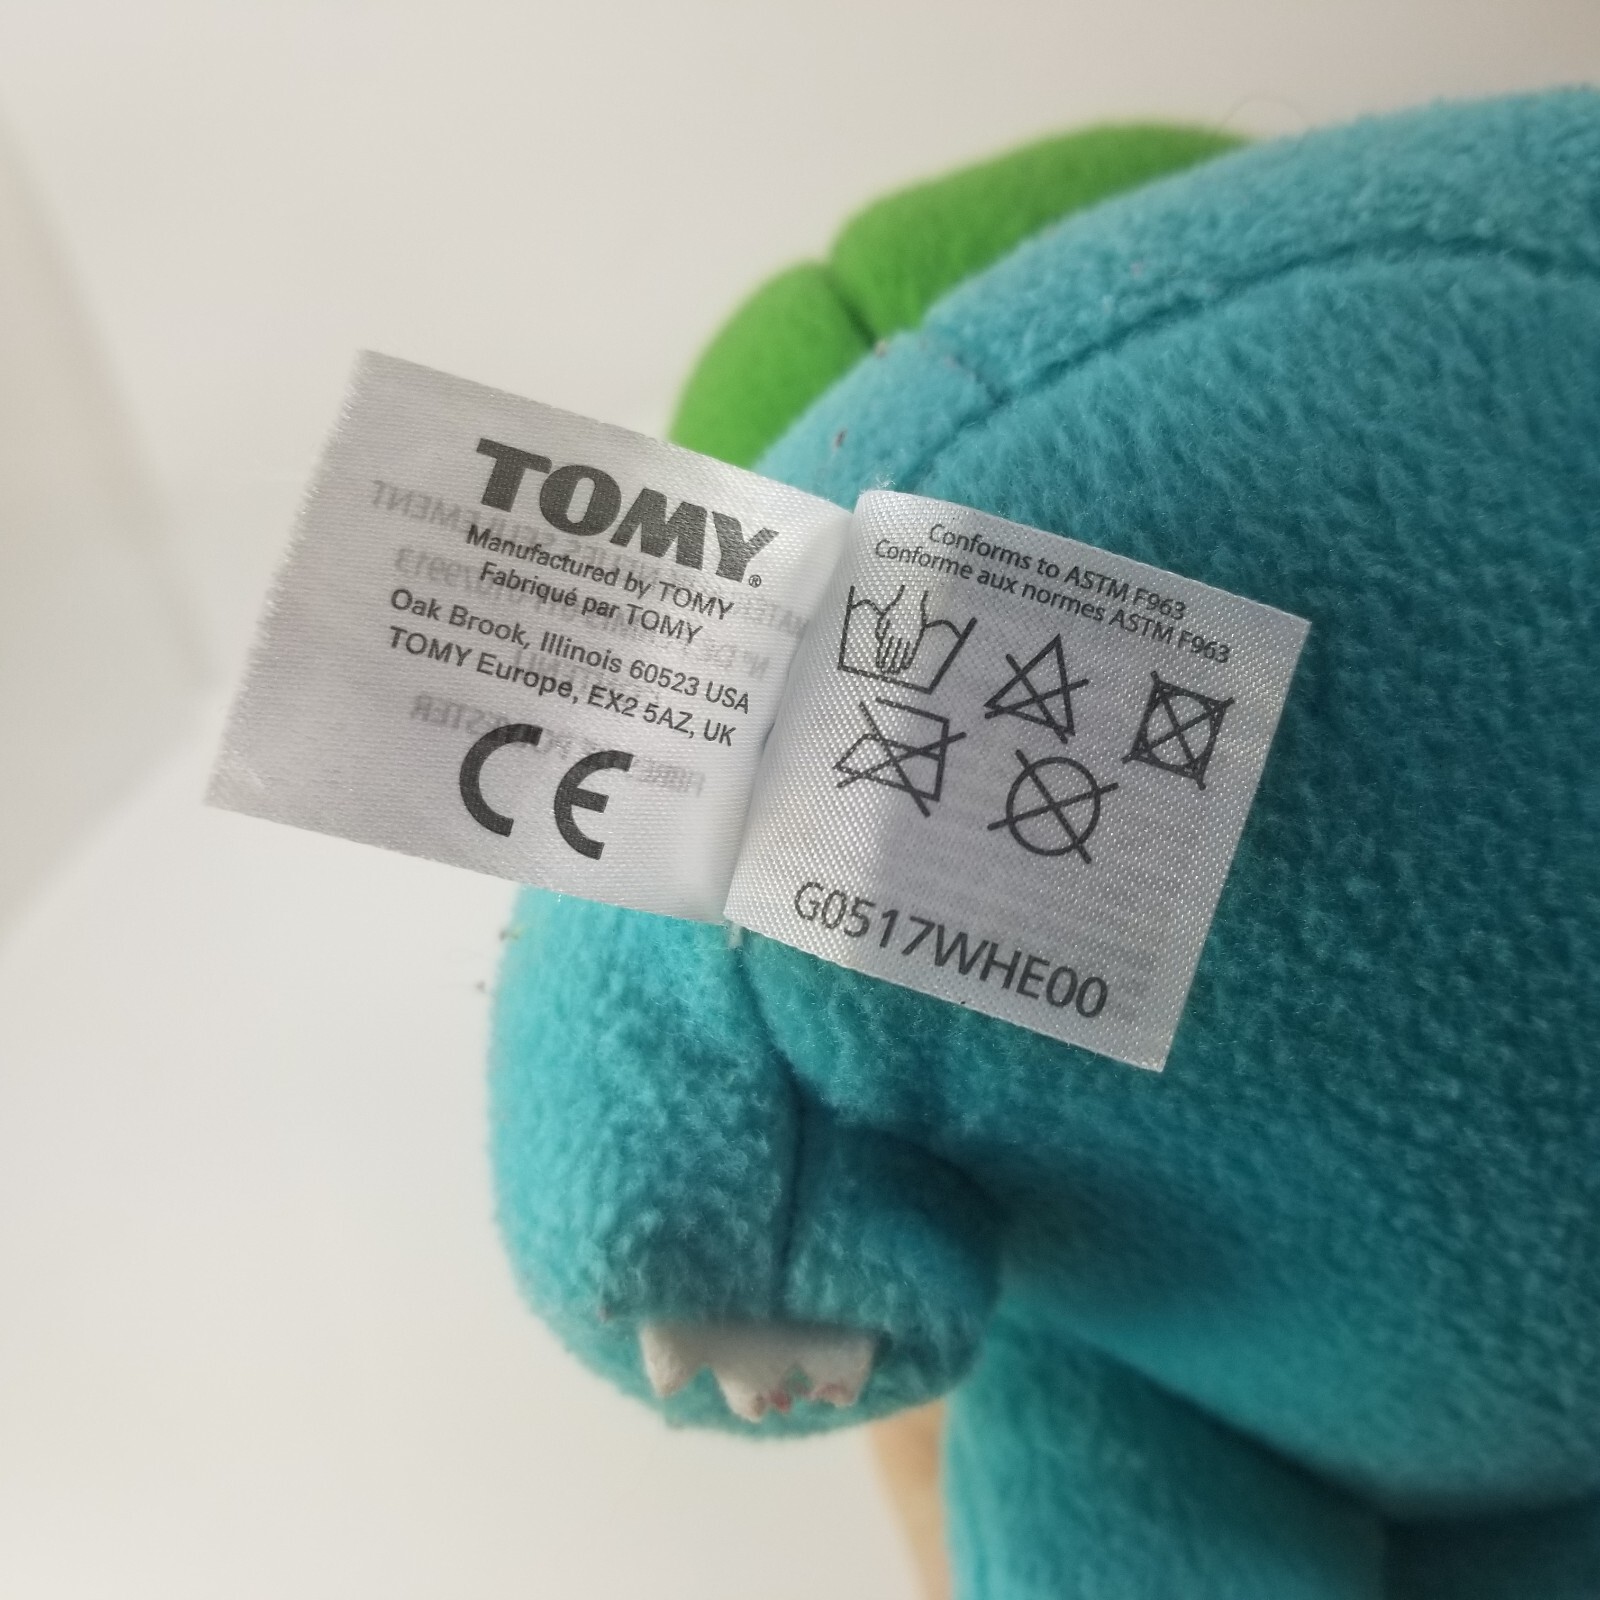 TOMY®
Manufactured by TOMY
Fabriqué par TOMY
Oak Brook, Illinois 60523 USA
TOMY Europe, EX2 5AZ, UK
CE
Conforms to ASTM F963
Conforme aux normes ASTM F963
G0517WHE00